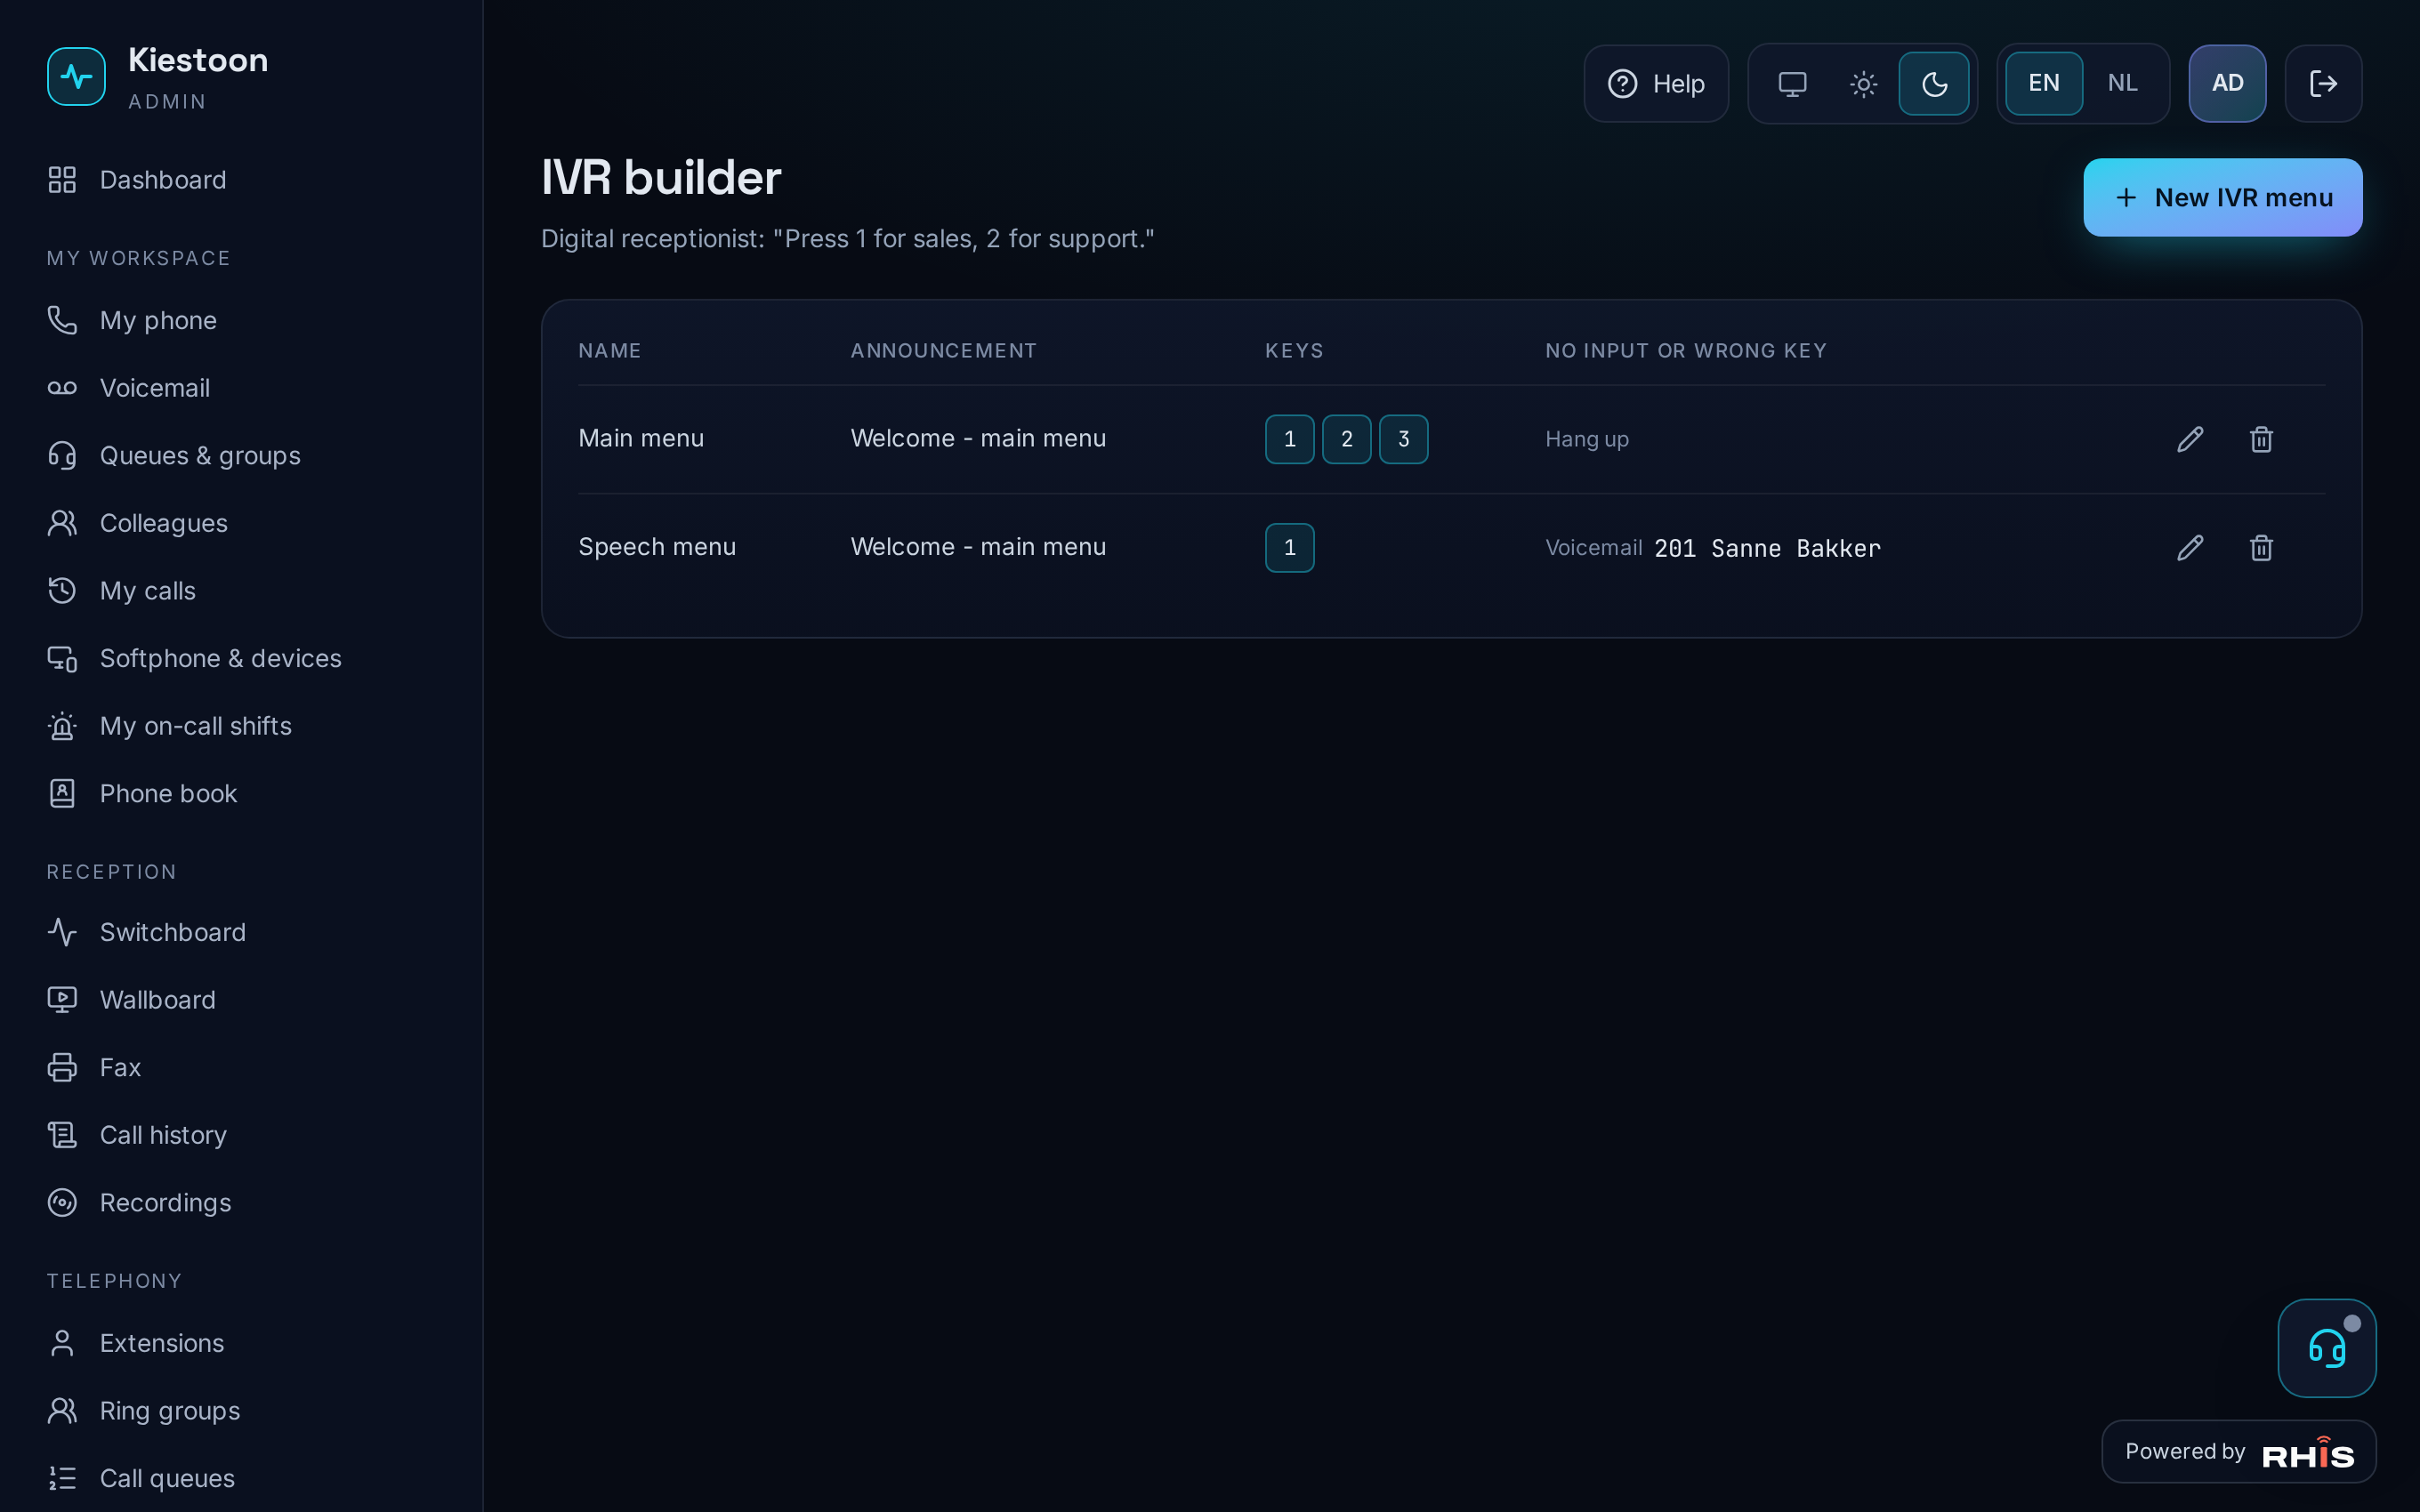 Kiestoon
ADMIN
Dashboard
MY WORKSPACE
My phone
Voicemail
Queues & groups
Colleagues
My calls
Softphone & devices
My on-call shifts
Phone book
RECEPTION
Switchboard
Wallboard
Fax
Call history
Recordings
TELEPHONY
Extensions
Ring groups
Call queues
Help
EN NL
AD
IVR builder
Digital receptionist: "Press 1 for sales, 2 for support."
New IVR menu
NAME ANNOUNCEMENT KEYS NO INPUT OR WRONG KEY
Main menu Welcome - main menu 1 2 3 Hang up
Speech menu Welcome - main menu 1 Voicemail 201 Sanne Bakker
Powered by RHIS